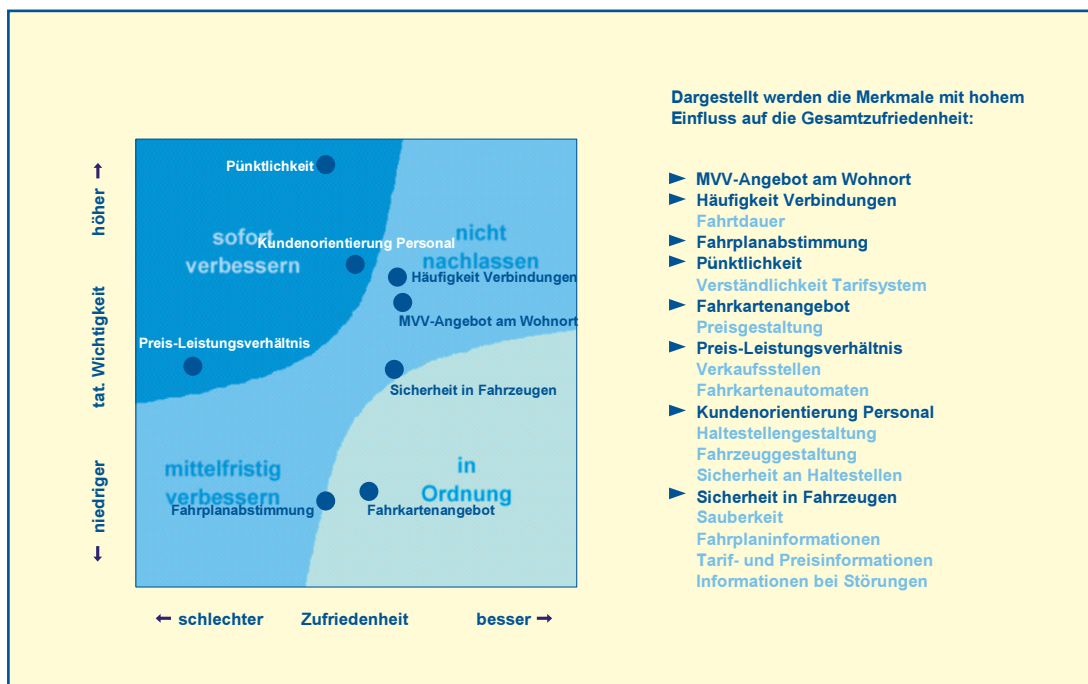 Dargestellt werden die Merkmale mit hohem
Einfluss auf die Gesamtzufriedenheit:
höher
tat. Wichtigkeit
niedriger
Pünktlichkeit
sofort
verbessern
Kundenorientierung Personal
nicht
nachlassen
Häufigkeit Verbindungen
MVV-Angebot am Wohnort
Preis-Leistungsverhältnis
Sicherheit in Fahrzeugen
mittelfristig
verbessern
in
Ordnung
Fahrplanabstimmung
Fahrkartenangebot
schlechter
Zufriedenheit
besser
MVV-Angebot am Wohnort
Häufigkeit Verbindungen
Fahrtdauer
Fahrplanabstimmung
Pünktlichkeit
Verständlichkeit Tarifsystem
Fahrkartenangebot
Preisgestaltung
Preis-Leistungsverhältnis
Verkaufsstellen
Fahrkartenautomaten
Kundenorientierung Personal
Haltestellengestaltung
Fahrzeuggestaltung
Sicherheit an Haltestellen
Sicherheit in Fahrzeugen
Sauberkeit
Fahrplaninformationen
Tarif- und Preisinformationen
Informationen bei Störungen